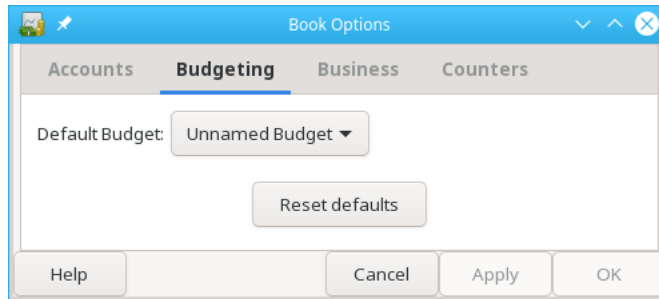 Book Options
Accounts Budgeting Business Counters
Default Budget: Unnamed Budget
Reset defaults
Help Cancel Apply OK